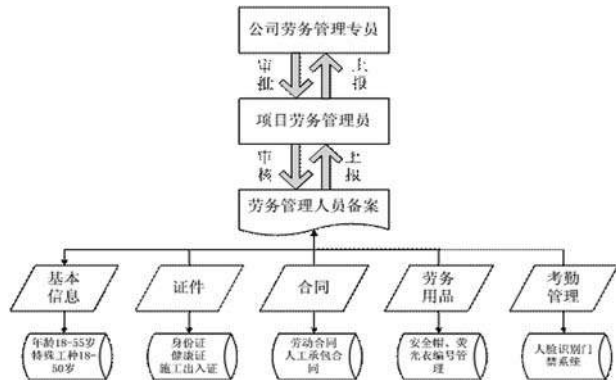 公司劳务管理专员
审
批
上
报
项目劳务管理员
审
核
上
报
劳务管理人员备案
基本
信息
证件
合同
劳务
用品
考勤
管理
年龄18-55岁
特殊工种18-
50岁
身份证
健康证
施工出入证
劳动合同
人工承包合
同
安全帽、荧
光衣编号管
理
人脸识别门
禁系统